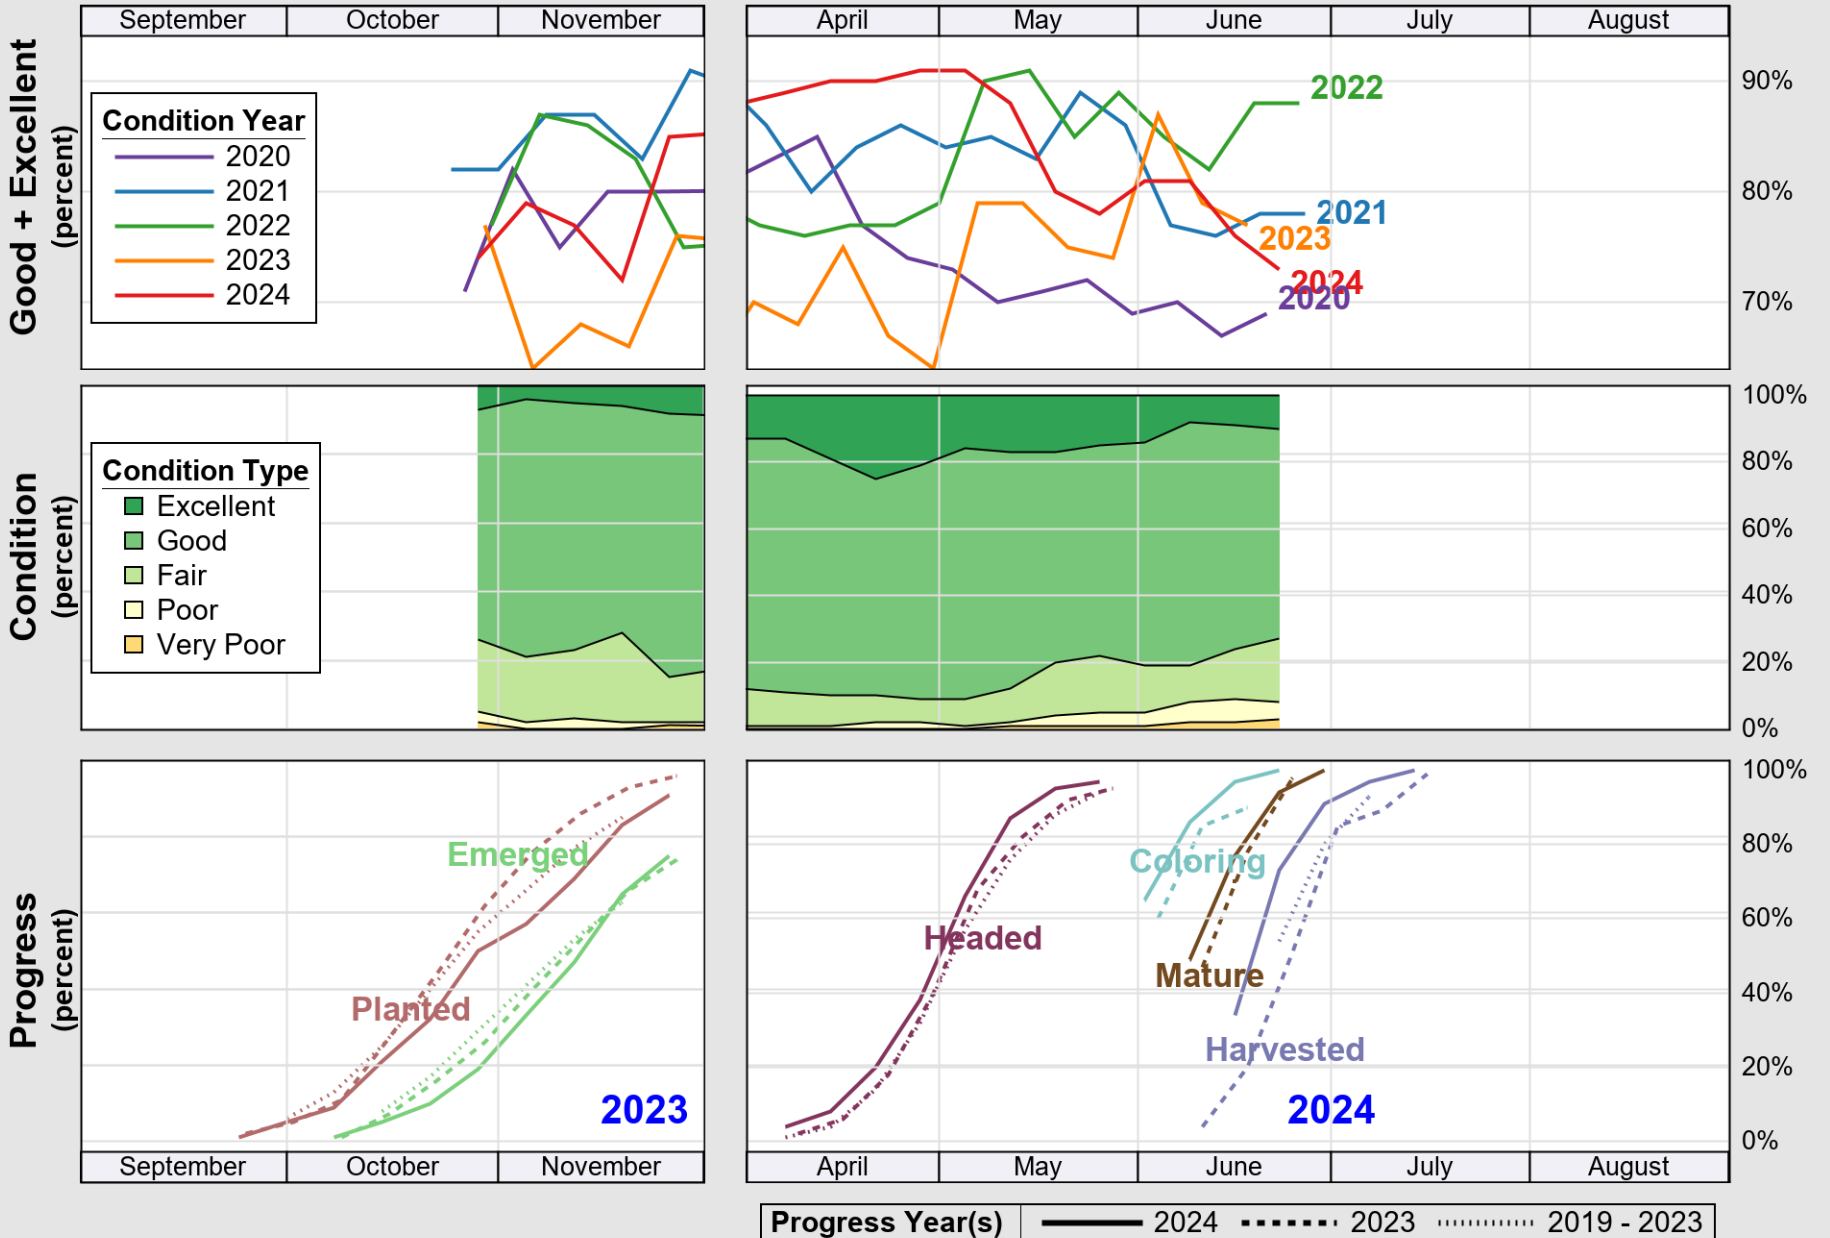 September October November April May June July August
Good + Excellent
(percent)
Condition Year
2020
2021
2022
2023
2024
2022
2021
2023
2024
2020
90%
80%
70%
Condition
(percent)
Condition Type
Excellent
Good
Fair
Poor
Very Poor
100%
80%
60%
40%
20%
0%
Progress
(percent)
Emerged
Planted
2023
Headed
Coloring
Mature
Harvested
2024
100%
80%
60%
40%
20%
0%
September October November April May June July August
Progress Year(s) 2024 2023 2019 - 2023